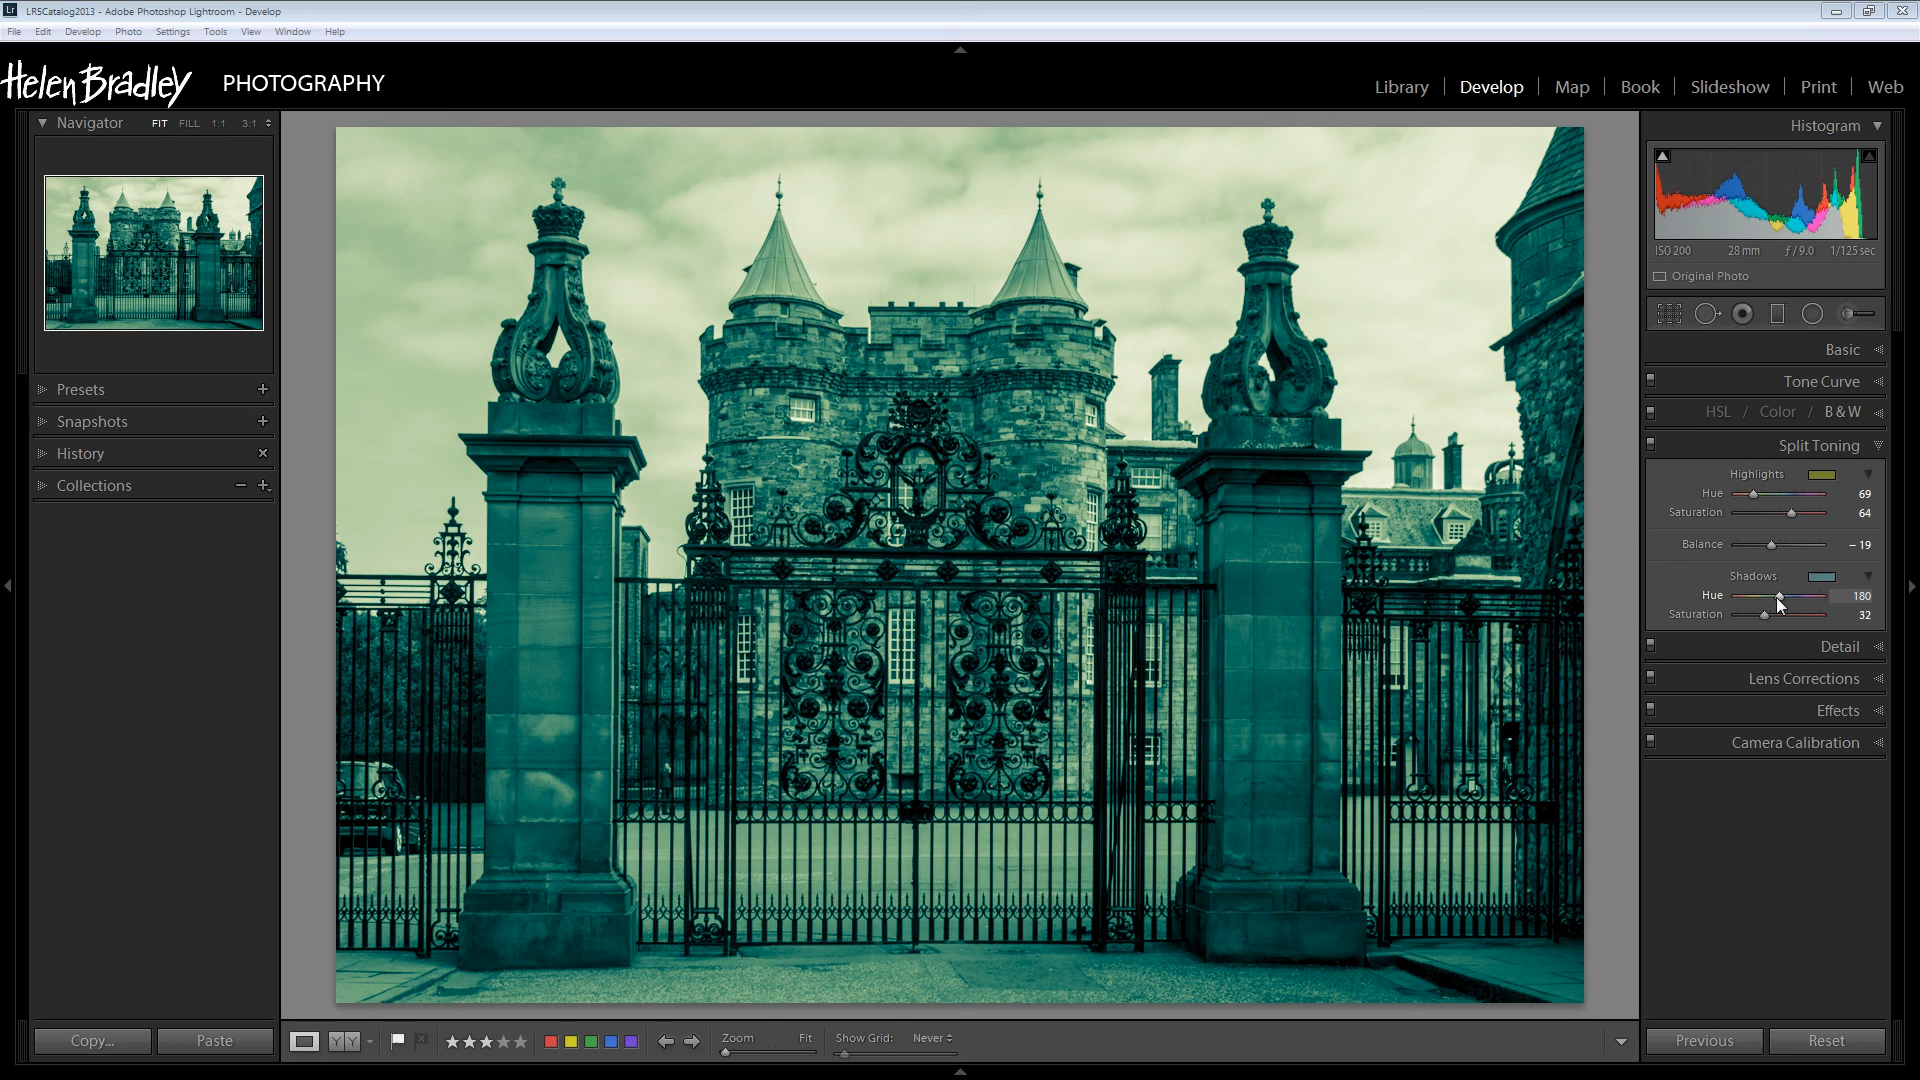 LR5Catalog2013 - Adobe Photoshop Lightroom - Develop
File Edit Develop Photo Settings Tools View Window Help
Helen Bradley PHOTOGRAPHY
Library Develop Map Book Slideshow Print Web
Navigator FIT FILL 1:1 3:1
Presets
Snapshots
History
Collections
Copy... Paste
Zoom Fit Show Grid: Never
Histogram
ISO 200 28 mm ƒ / 9.0 1/125 sec
Original Photo
Basic
Tone Curve
HSL / Color / B & W
Split Toning
Highlights
Hue 69
Saturation 64
Balance – 19
Shadows
Hue 180
Saturation 32
Detail
Lens Corrections
Effects
Camera Calibration
Previous Reset